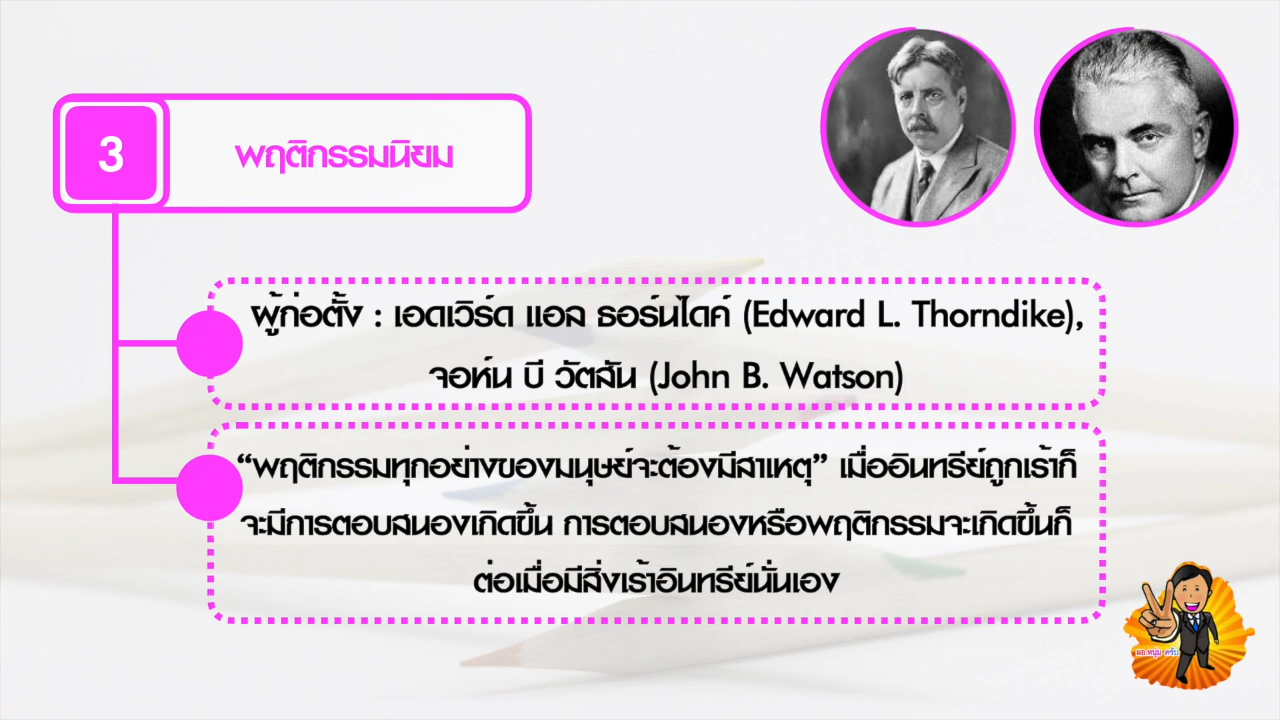 3
พฤติกรรมนิยม
ผู้ก่อตั้ง : เอดเวิร์ด แอล ธอร์นไดค์ (Edward L. Thorndike),
จอห์น บี วัตสัน (John B. Watson)
“พฤติกรรมทุกอย่างของมนุษย์จะต้องมีสาเหตุ” เมื่ออินทรีย์ถูกเร้าก็
จะมีการตอบสนองเกิดขึ้น การตอบสนองหรือพฤติกรรมจะเกิดขึ้นก็
ต่อเมื่อมีสิ่งเร้าอินทรีย์นั่นเอง
ผอ.หนุ่ม ครับ